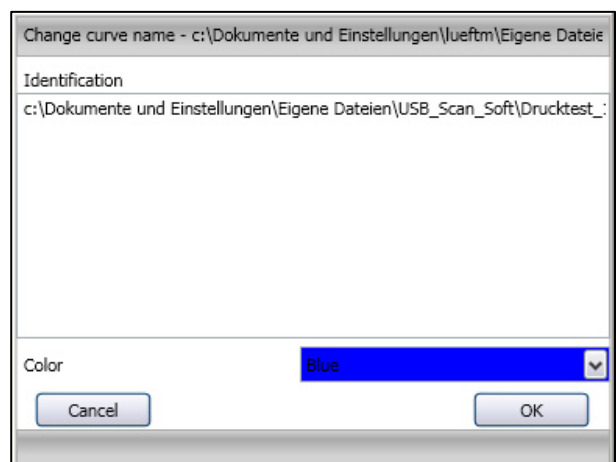 Change curve name - c:\Dokumente und Einstellungen\lueftm\Eigene Dateie
Identification
c:\Dokumente und Einstellungen\Eigene Dateien\USB_Scan_Soft\Drucktest_
Color
Blue
Cancel
OK